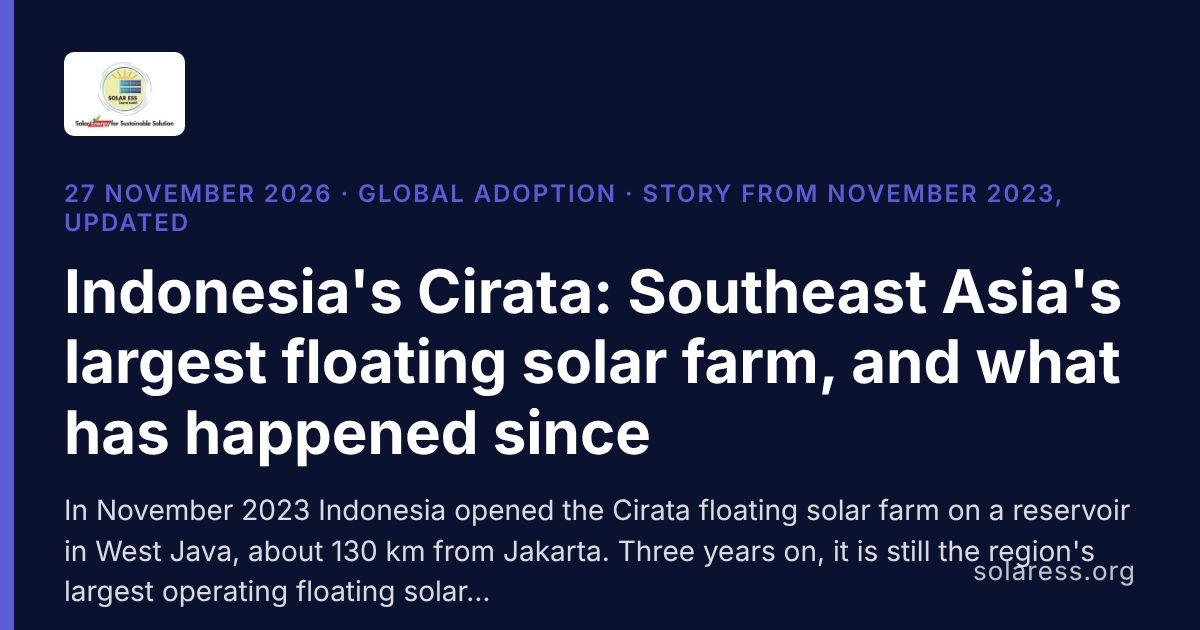 SOLAR ESS
Solar Energy for Sustainable Solution
27 NOVEMBER 2026 · GLOBAL ADOPTION · STORY FROM NOVEMBER 2023,
UPDATED
Indonesia's Cirata: Southeast Asia's
largest floating solar farm, and what
has happened since
In November 2023 Indonesia opened the Cirata floating solar farm on a reservoir
in West Java, about 130 km from Jakarta. Three years on, it is still the region's
largest operating floating solar...
solaress.org